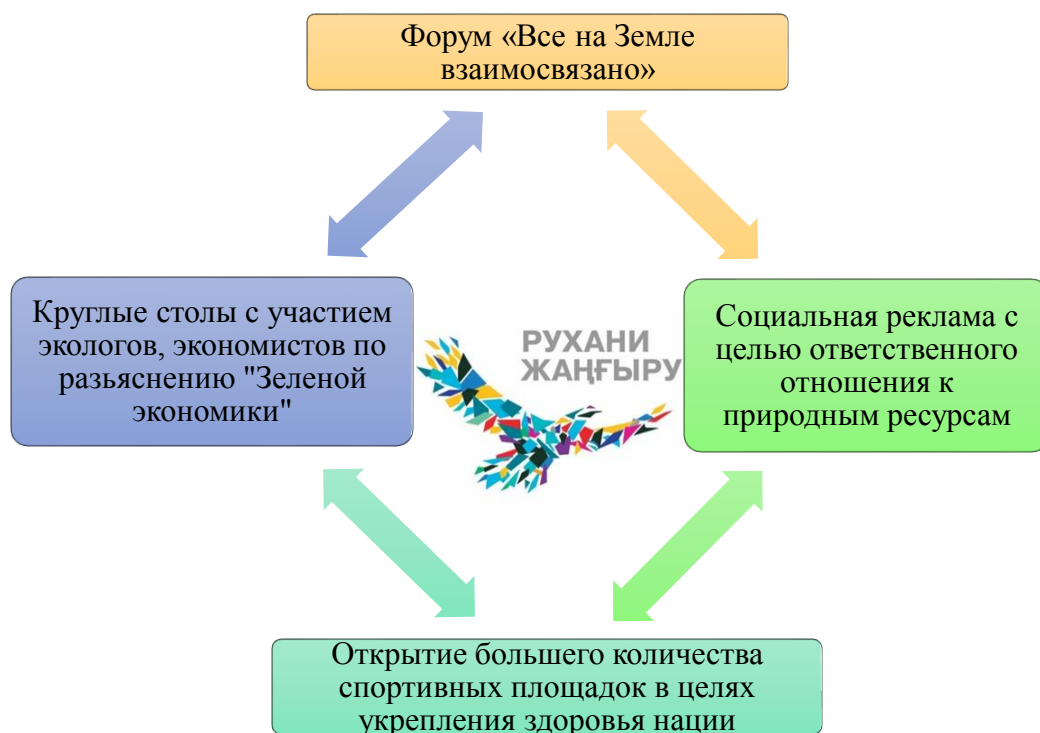 Форум «Все на Земле
взаимосвязано»
Круглые столы с участием
экологов, экономистов по
разьяснению "Зеленой
экономики"
РУХАНИ
ЖАҢҒЫРУ
Социальная реклама с
целью ответственного
отношения к
природным ресурсам
Открытие большего количества
спортивных площадок в целях
укрепления здоровья нации